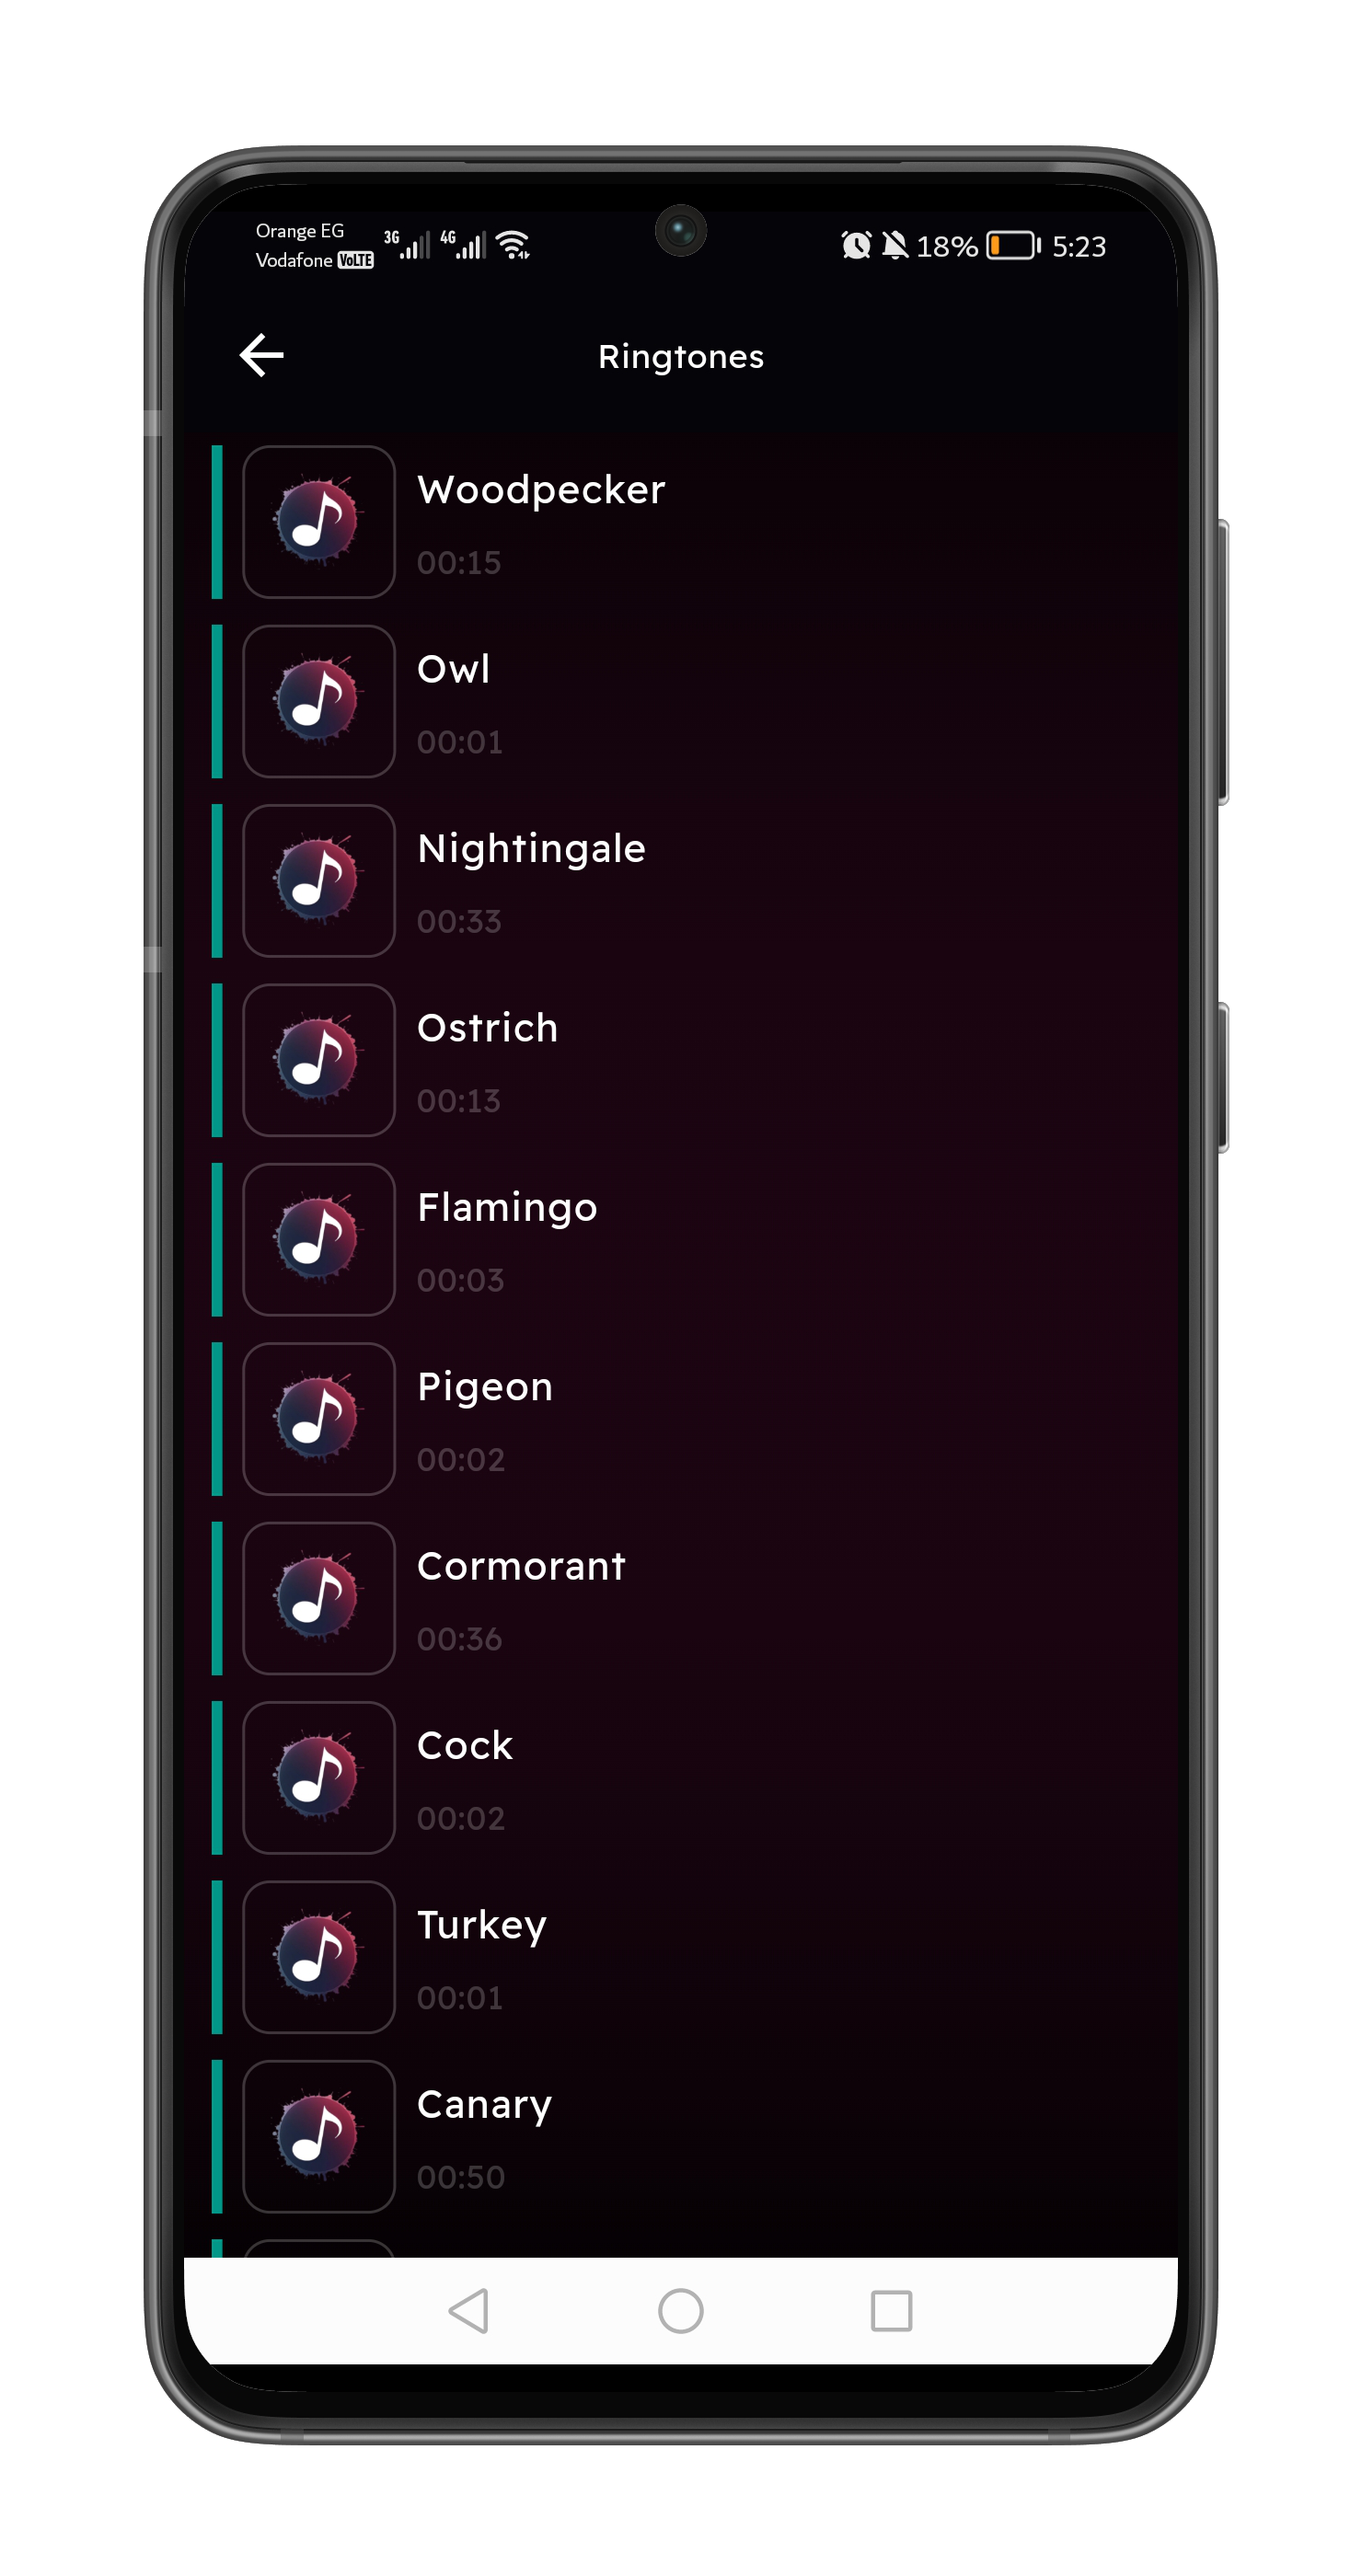 Orange EG
Vodafone VoLTE
3G 4G 18% 5:23
Ringtones
Woodpecker
00:15
Owl
00:01
Nightingale
00:33
Ostrich
00:13
Flamingo
00:03
Pigeon
00:02
Cormorant
00:36
Cock
00:02
Turkey
00:01
Canary
00:50